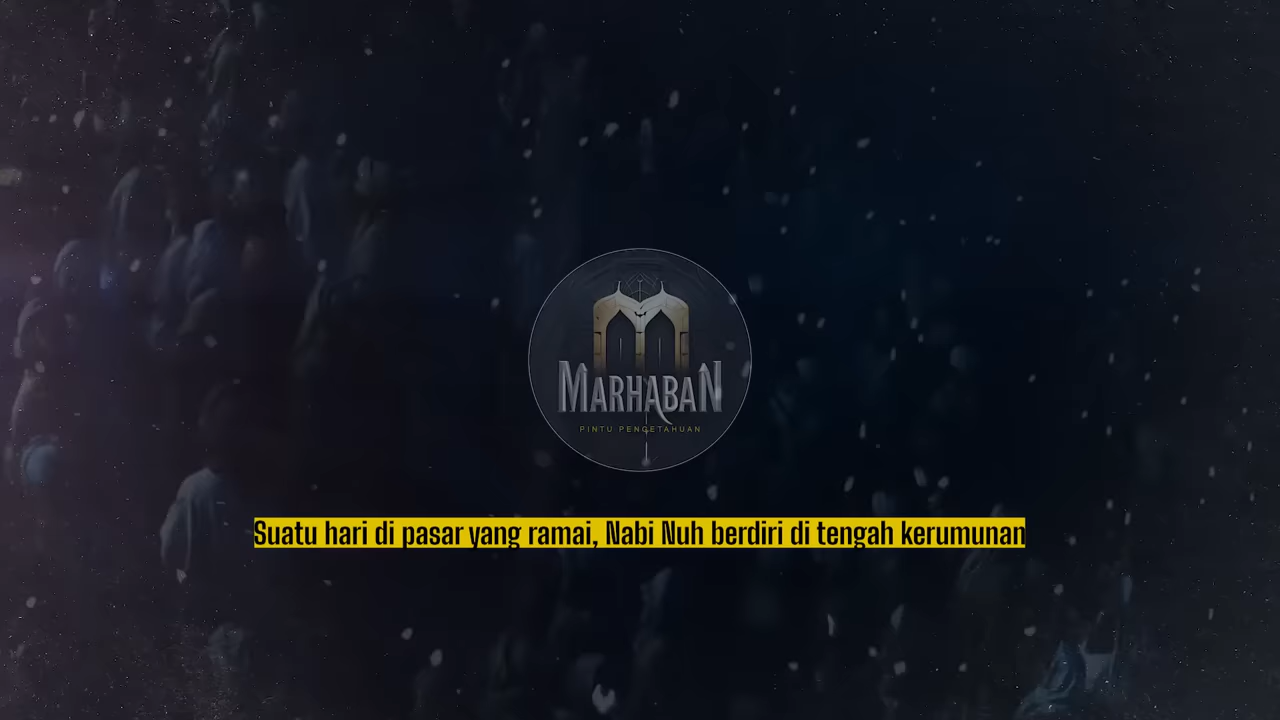 MARHABAN
PINTU PENGETAHUAN
Suatu hari di pasar yang ramai, Nabi Nuh berdiri di tengah kerumunan